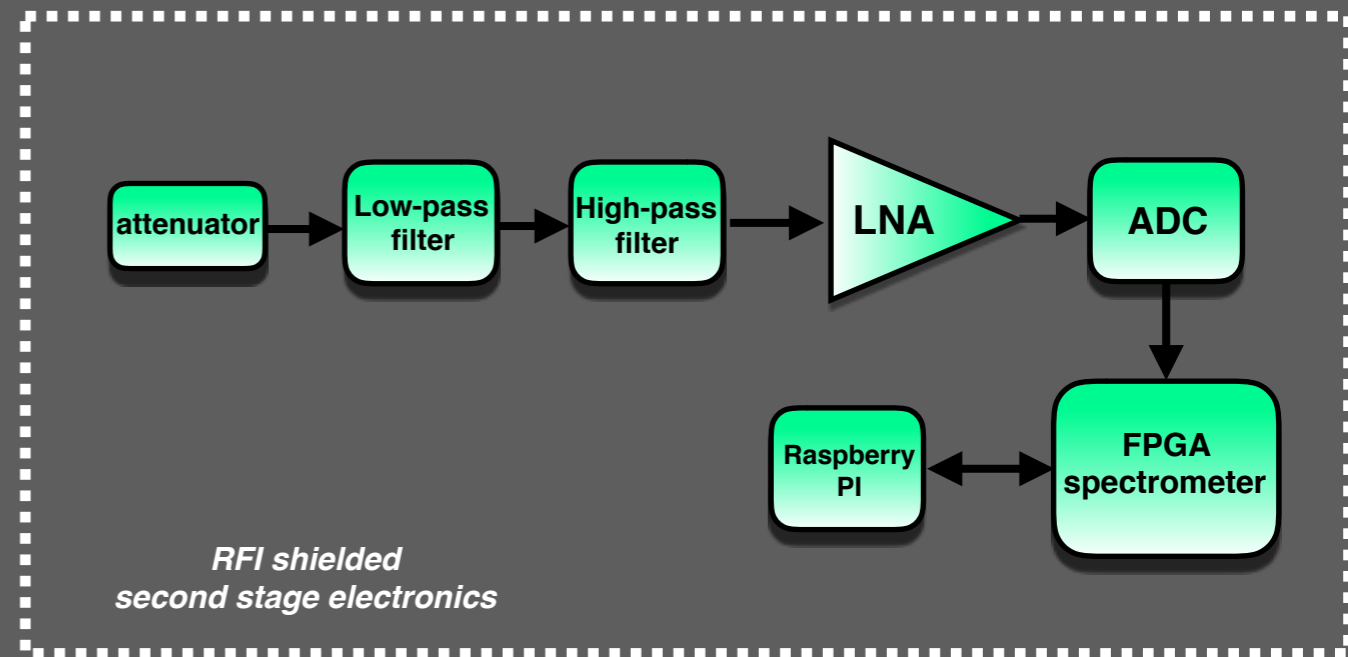 attenuator
Low-pass
filter
High-pass
filter
LNA
ADC
Raspberry
PI
FPGA
spectrometer
RFI shielded
second stage electronics